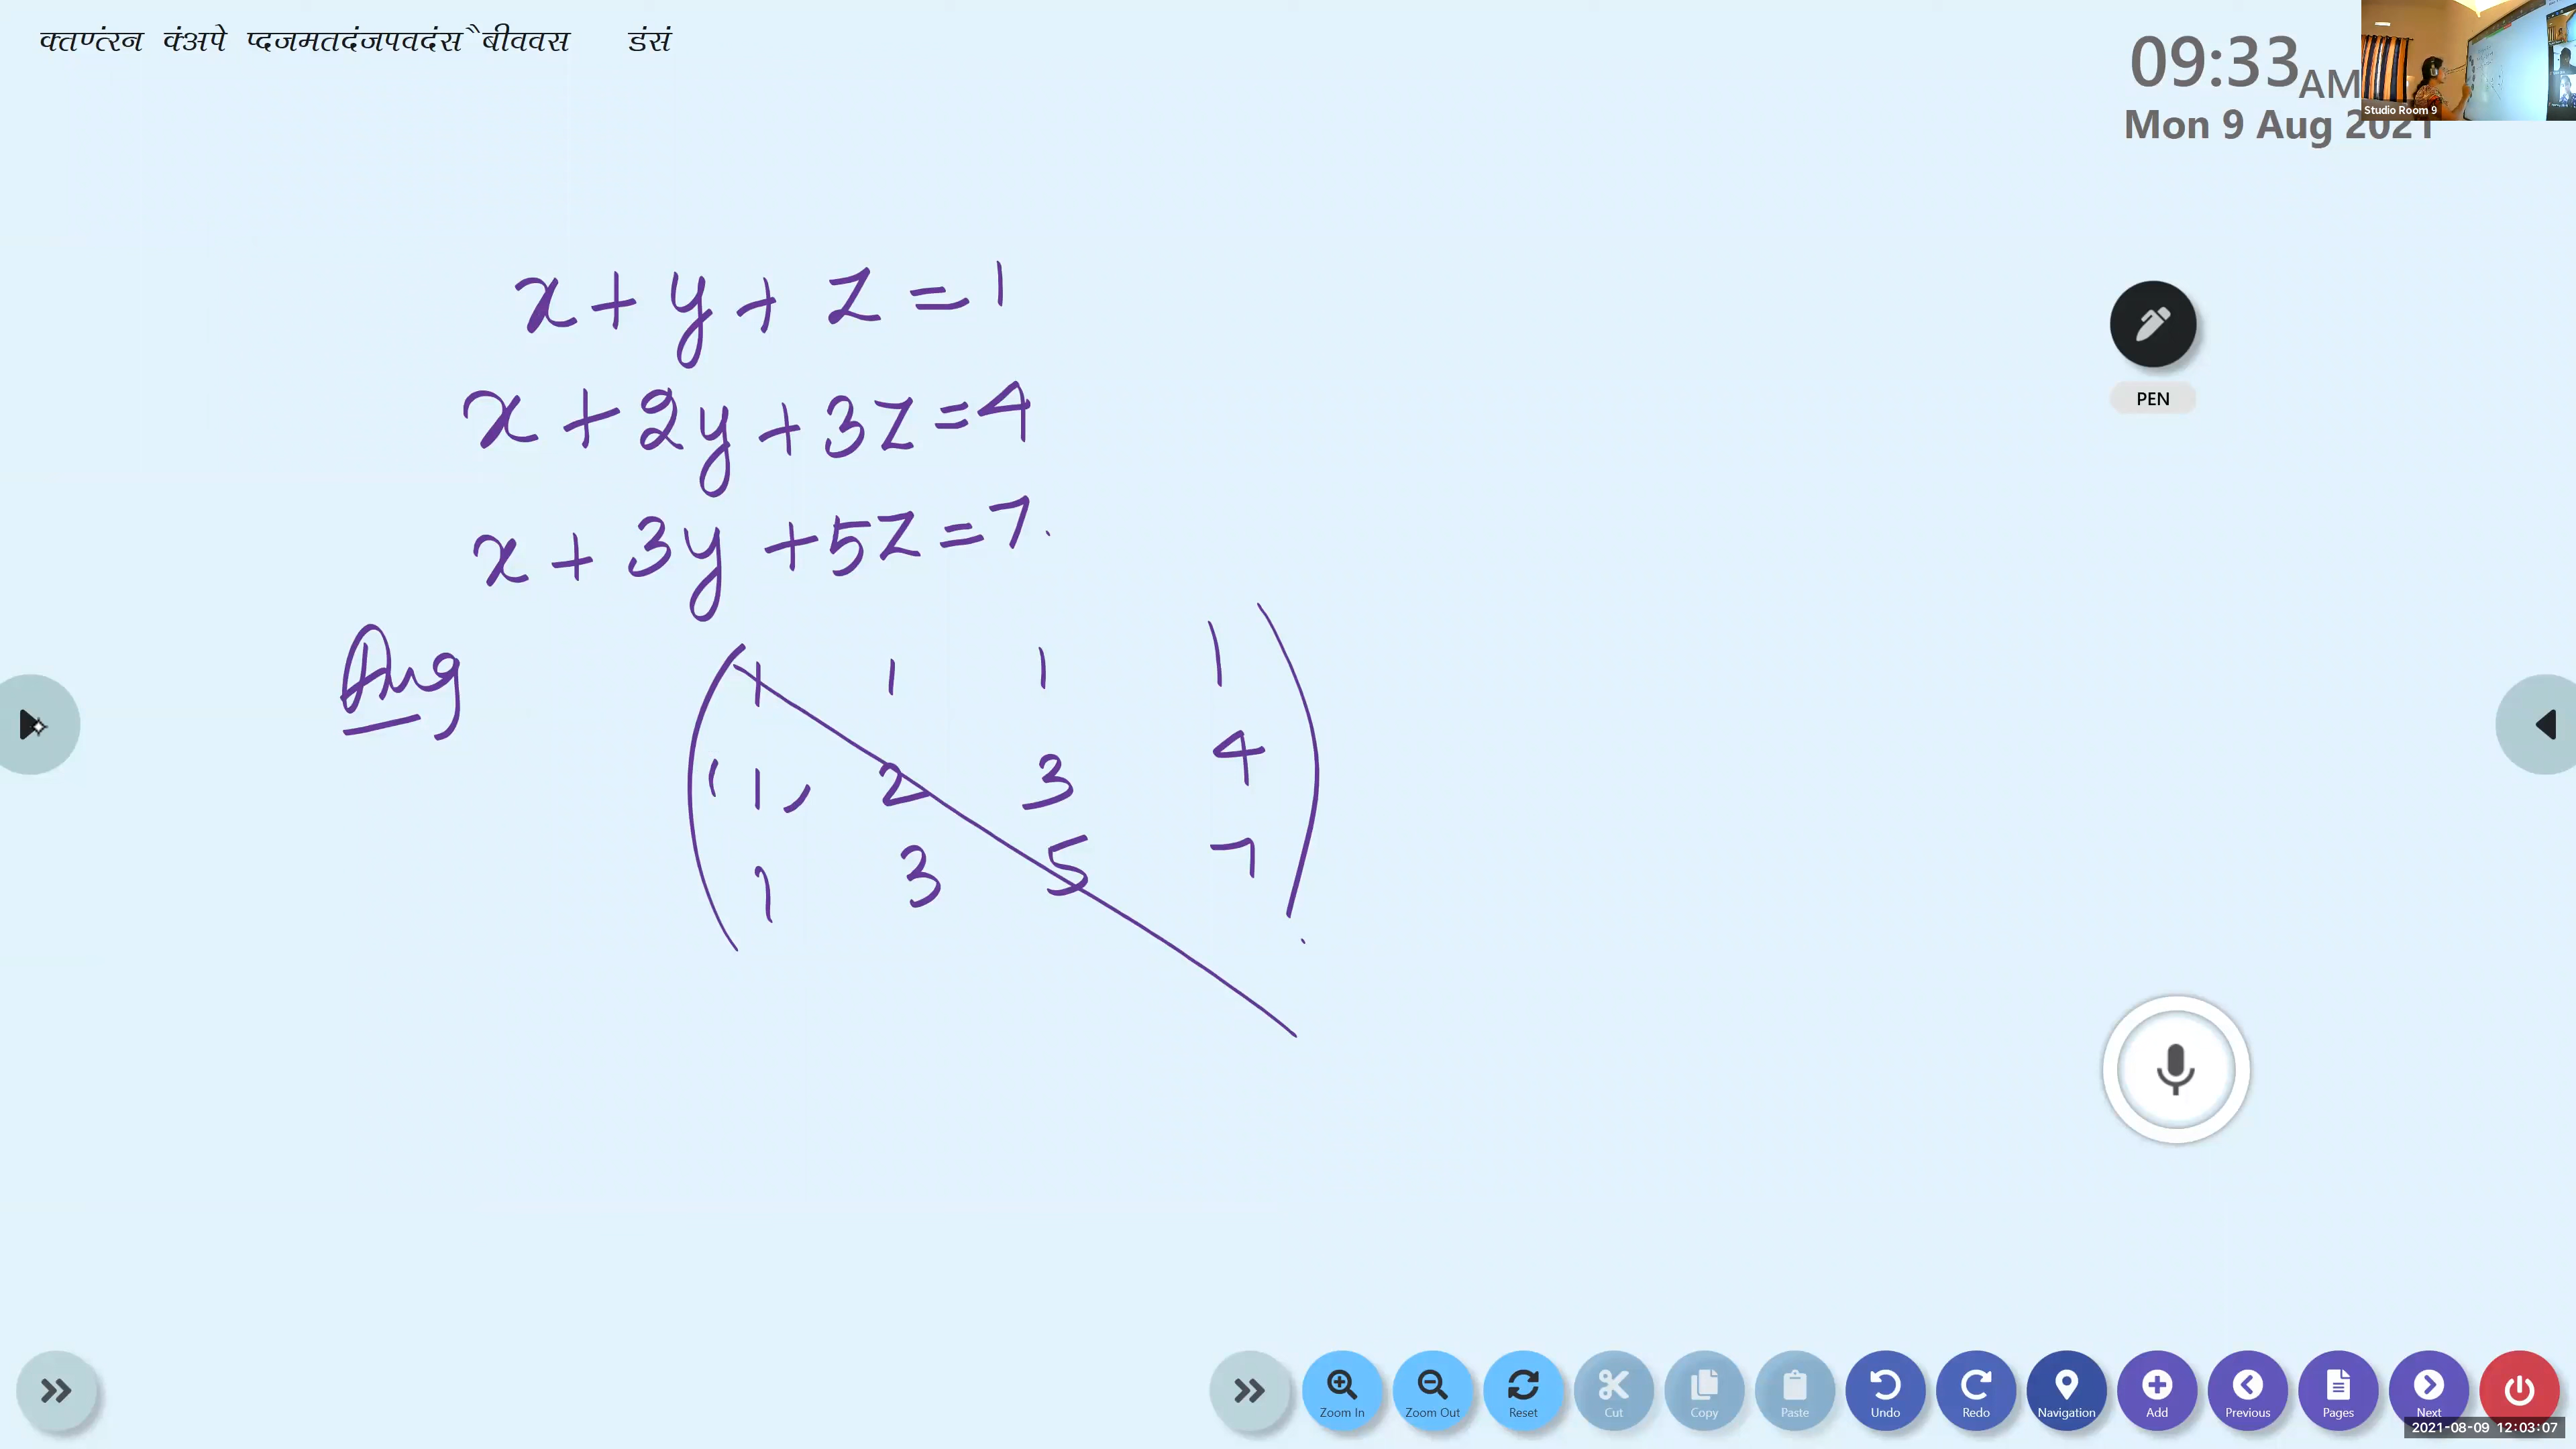 क्तण्तंरन कंअपे प्दजमतदंजपवदंस ैबीववस डंसं
09:33 AM
Mon 9 Aug 2021
Studio Room 9
x + y + z = 1
x + 2y + 3z = 4
x + 3y + 5z = 7.
PEN
Aug
1 1 1 1
1, 2 3 4
1 3 5 7
Zoom In Zoom Out Reset Cut Copy Paste Undo Redo Navigation Add Previous Pages Next
2021-08-09 12:03:07